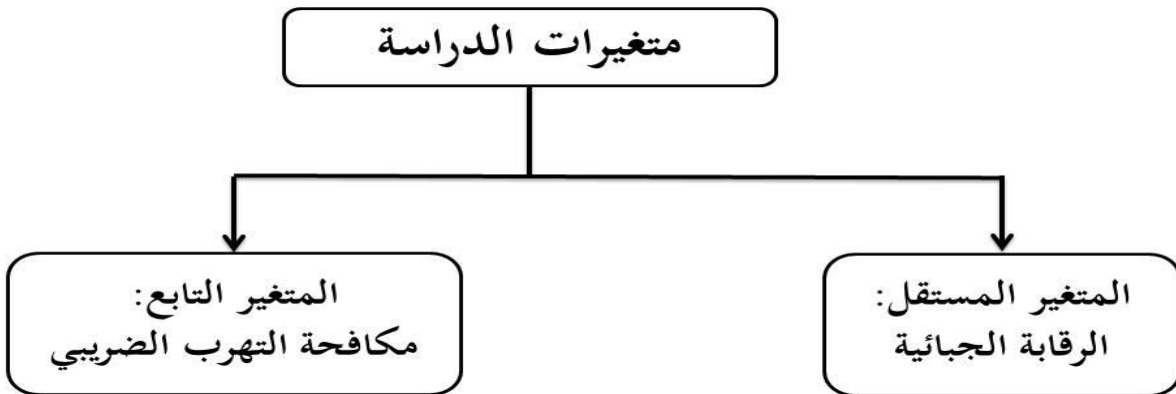 متغيرات الدراسة
المتغير المستقل:
الرقابة الجبائية
المتغير التابع:
مكافحة التهرب الضريبي